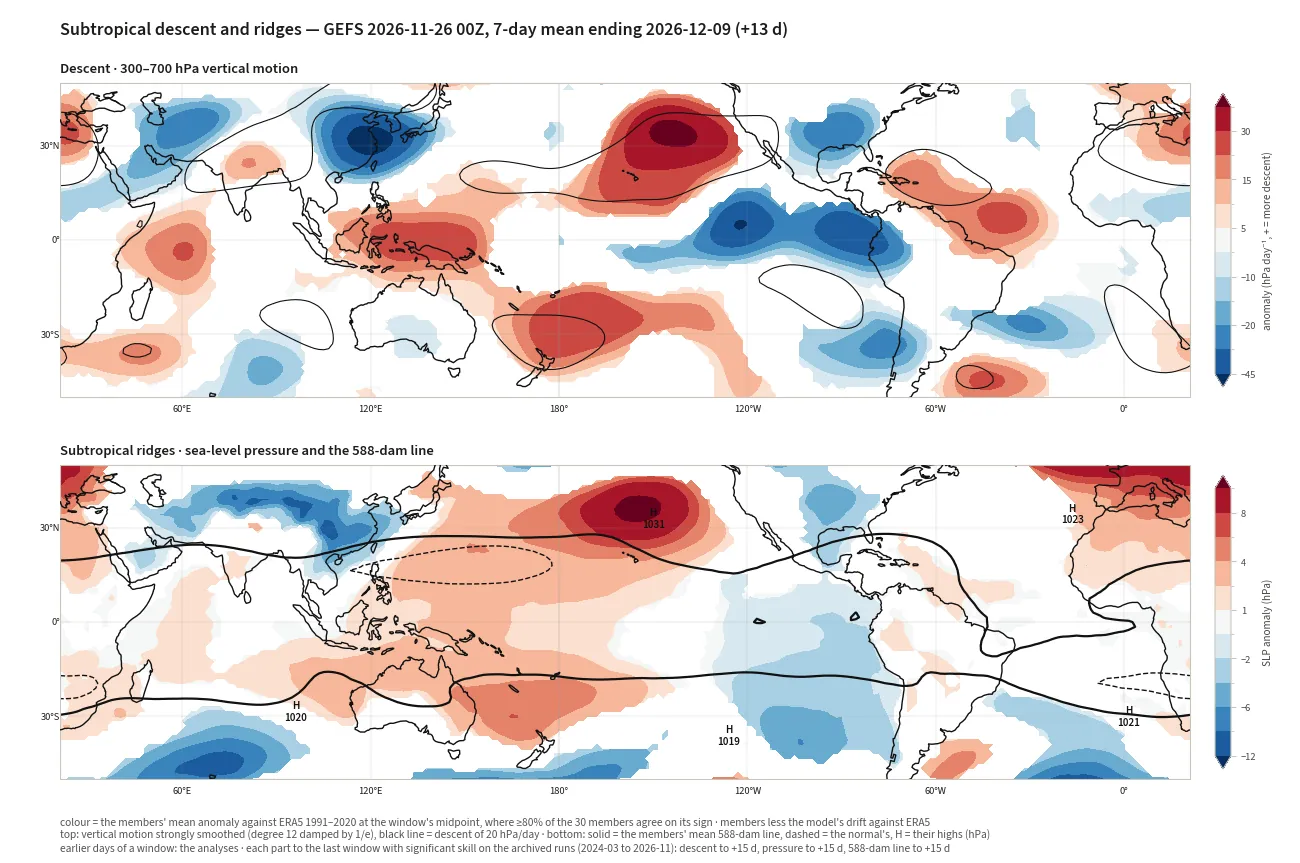 Subtropical descent and ridges — GEFS 2026-11-26 00Z, 7-day mean ending 2026-12-09 (+13 d)
Descent · 300–700 hPa vertical motion
30°N
0°
30°S
60°E
120°E
180°
120°W
60°W
0°
30
15
5
−10
−20
−45
anomaly (hPa day⁻¹, + = more descent)
Subtropical ridges · sea-level pressure and the 588-dam line
30°N
0°
30°S
H
1031
H
1023
H
1020
H
1019
H
1021
60°E
120°E
180°
120°W
60°W
0°
8
4
1
−2
−6
−12
SLP anomaly (hPa)
colour = the members' mean anomaly against ERA5 1991–2020 at the window's midpoint, where ≥80% of the 30 members agree on its sign · members less the model's drift against ERA5
top: vertical motion strongly smoothed (degree 12 damped by 1/e), black line = descent of 20 hPa/day · bottom: solid = the members' mean 588-dam line, dashed = the normal's, H = their highs (hPa)
earlier days of a window: the analyses · each part to the last window with significant skill on the archived runs (2024-03 to 2026-11): descent to +15 d, pressure to +15 d, 588-dam line to +15 d